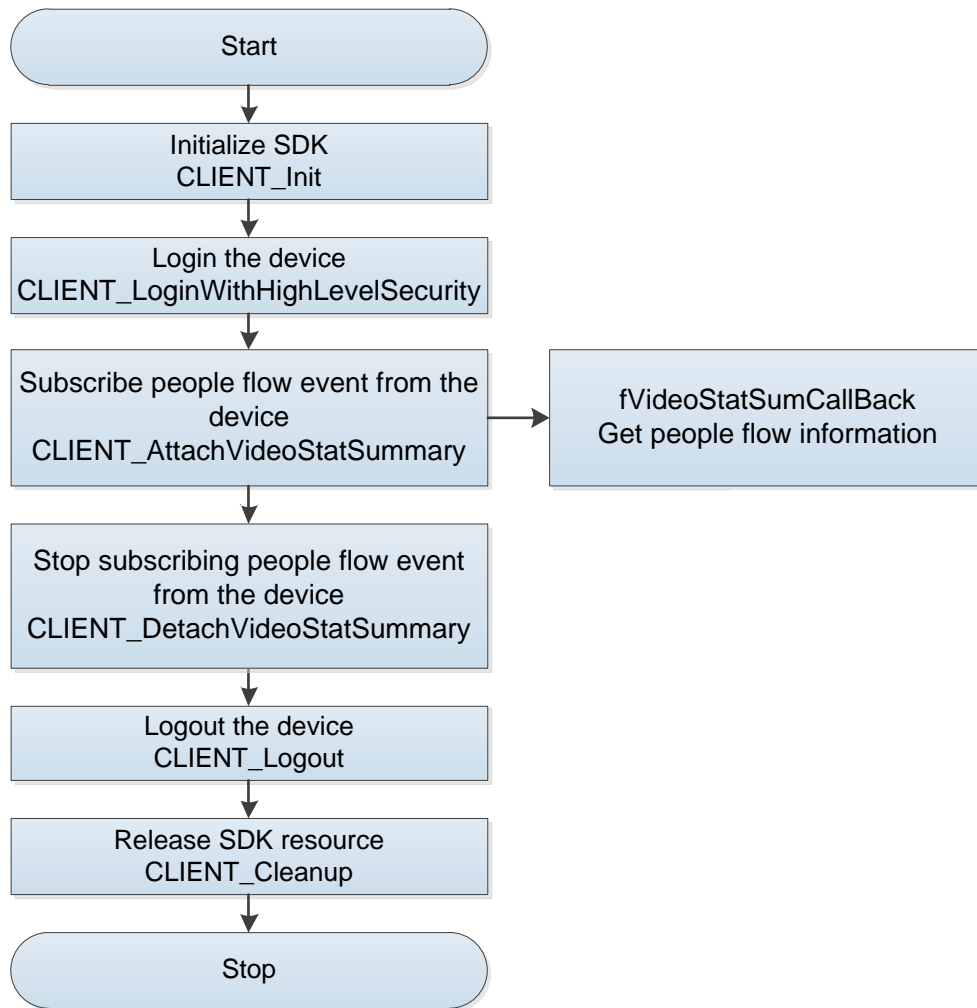 Start
Initialize SDK
CLIENT_Init
Login the device
CLIENT_LoginWithHighLevelSecurity
Subscribe people flow event from the
device
CLIENT_AttachVideoStatSummary
fVideoStatSumCallBack
Get people flow information
Stop subscribing people flow event
from the device
CLIENT_DetachVideoStatSummary
Logout the device
CLIENT_Logout
Release SDK resource
CLIENT_Cleanup
Stop